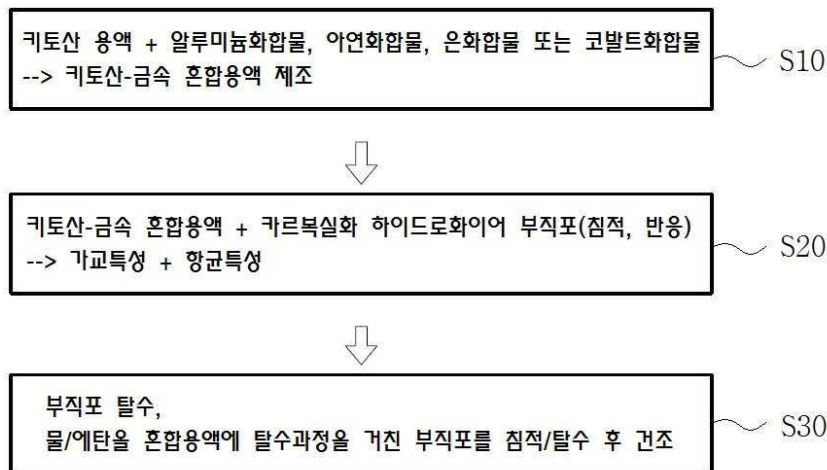 키토산 용액 + 알루미늄화합물, 아연화합물, 은화합물 또는 코발트화합물
--> 키토산-금속 혼합용액 제조
S10
키토산-금속 혼합용액 + 카르복실화 하이드로화이어 부직포(침적, 반응)
--> 가교특성 + 항균특성
S20
부직포 탈수,
물/에탄올 혼합용액에 탈수과정을 거친 부직포를 침적/탈수 후 건조
S30